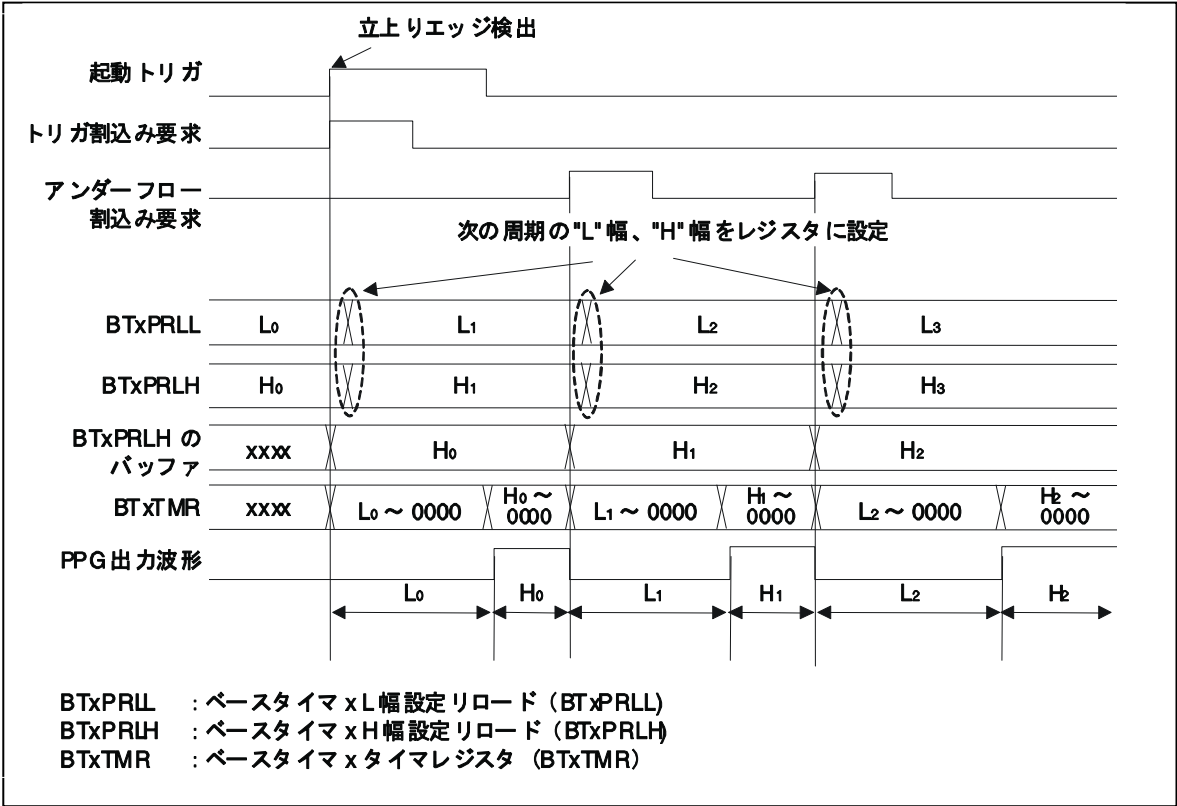 立上りエッジ検出
起動トリガ
トリガ割込み要求
アンダーフロー
割込み要求
次の周期の"L"幅、"H"幅をレジスタに設定
BTxPRLL L₀ L₁ L₂ L₃
BTxPRLH H₀ H₁ H₂ H₃
BTxPRLH の
バッファ
xxxx H₀ H₁ H₂
BTxTMR xxxx L₀～0000 H₀～
0000 L₁～0000 H₁～
0000 L₂～0000 H₂～
0000
PPG出力波形
L₀ H₀ L₁ H₁ L₂ H₂
BTxPRLL :ベースタイマ x L幅設定リロード（BTxPRLL)
BTxPRLH :ベースタイマ x H幅設定リロード（BTxPRLH)
BTxTMR :ベースタイマ x タイマレジスタ（BTxTMR）